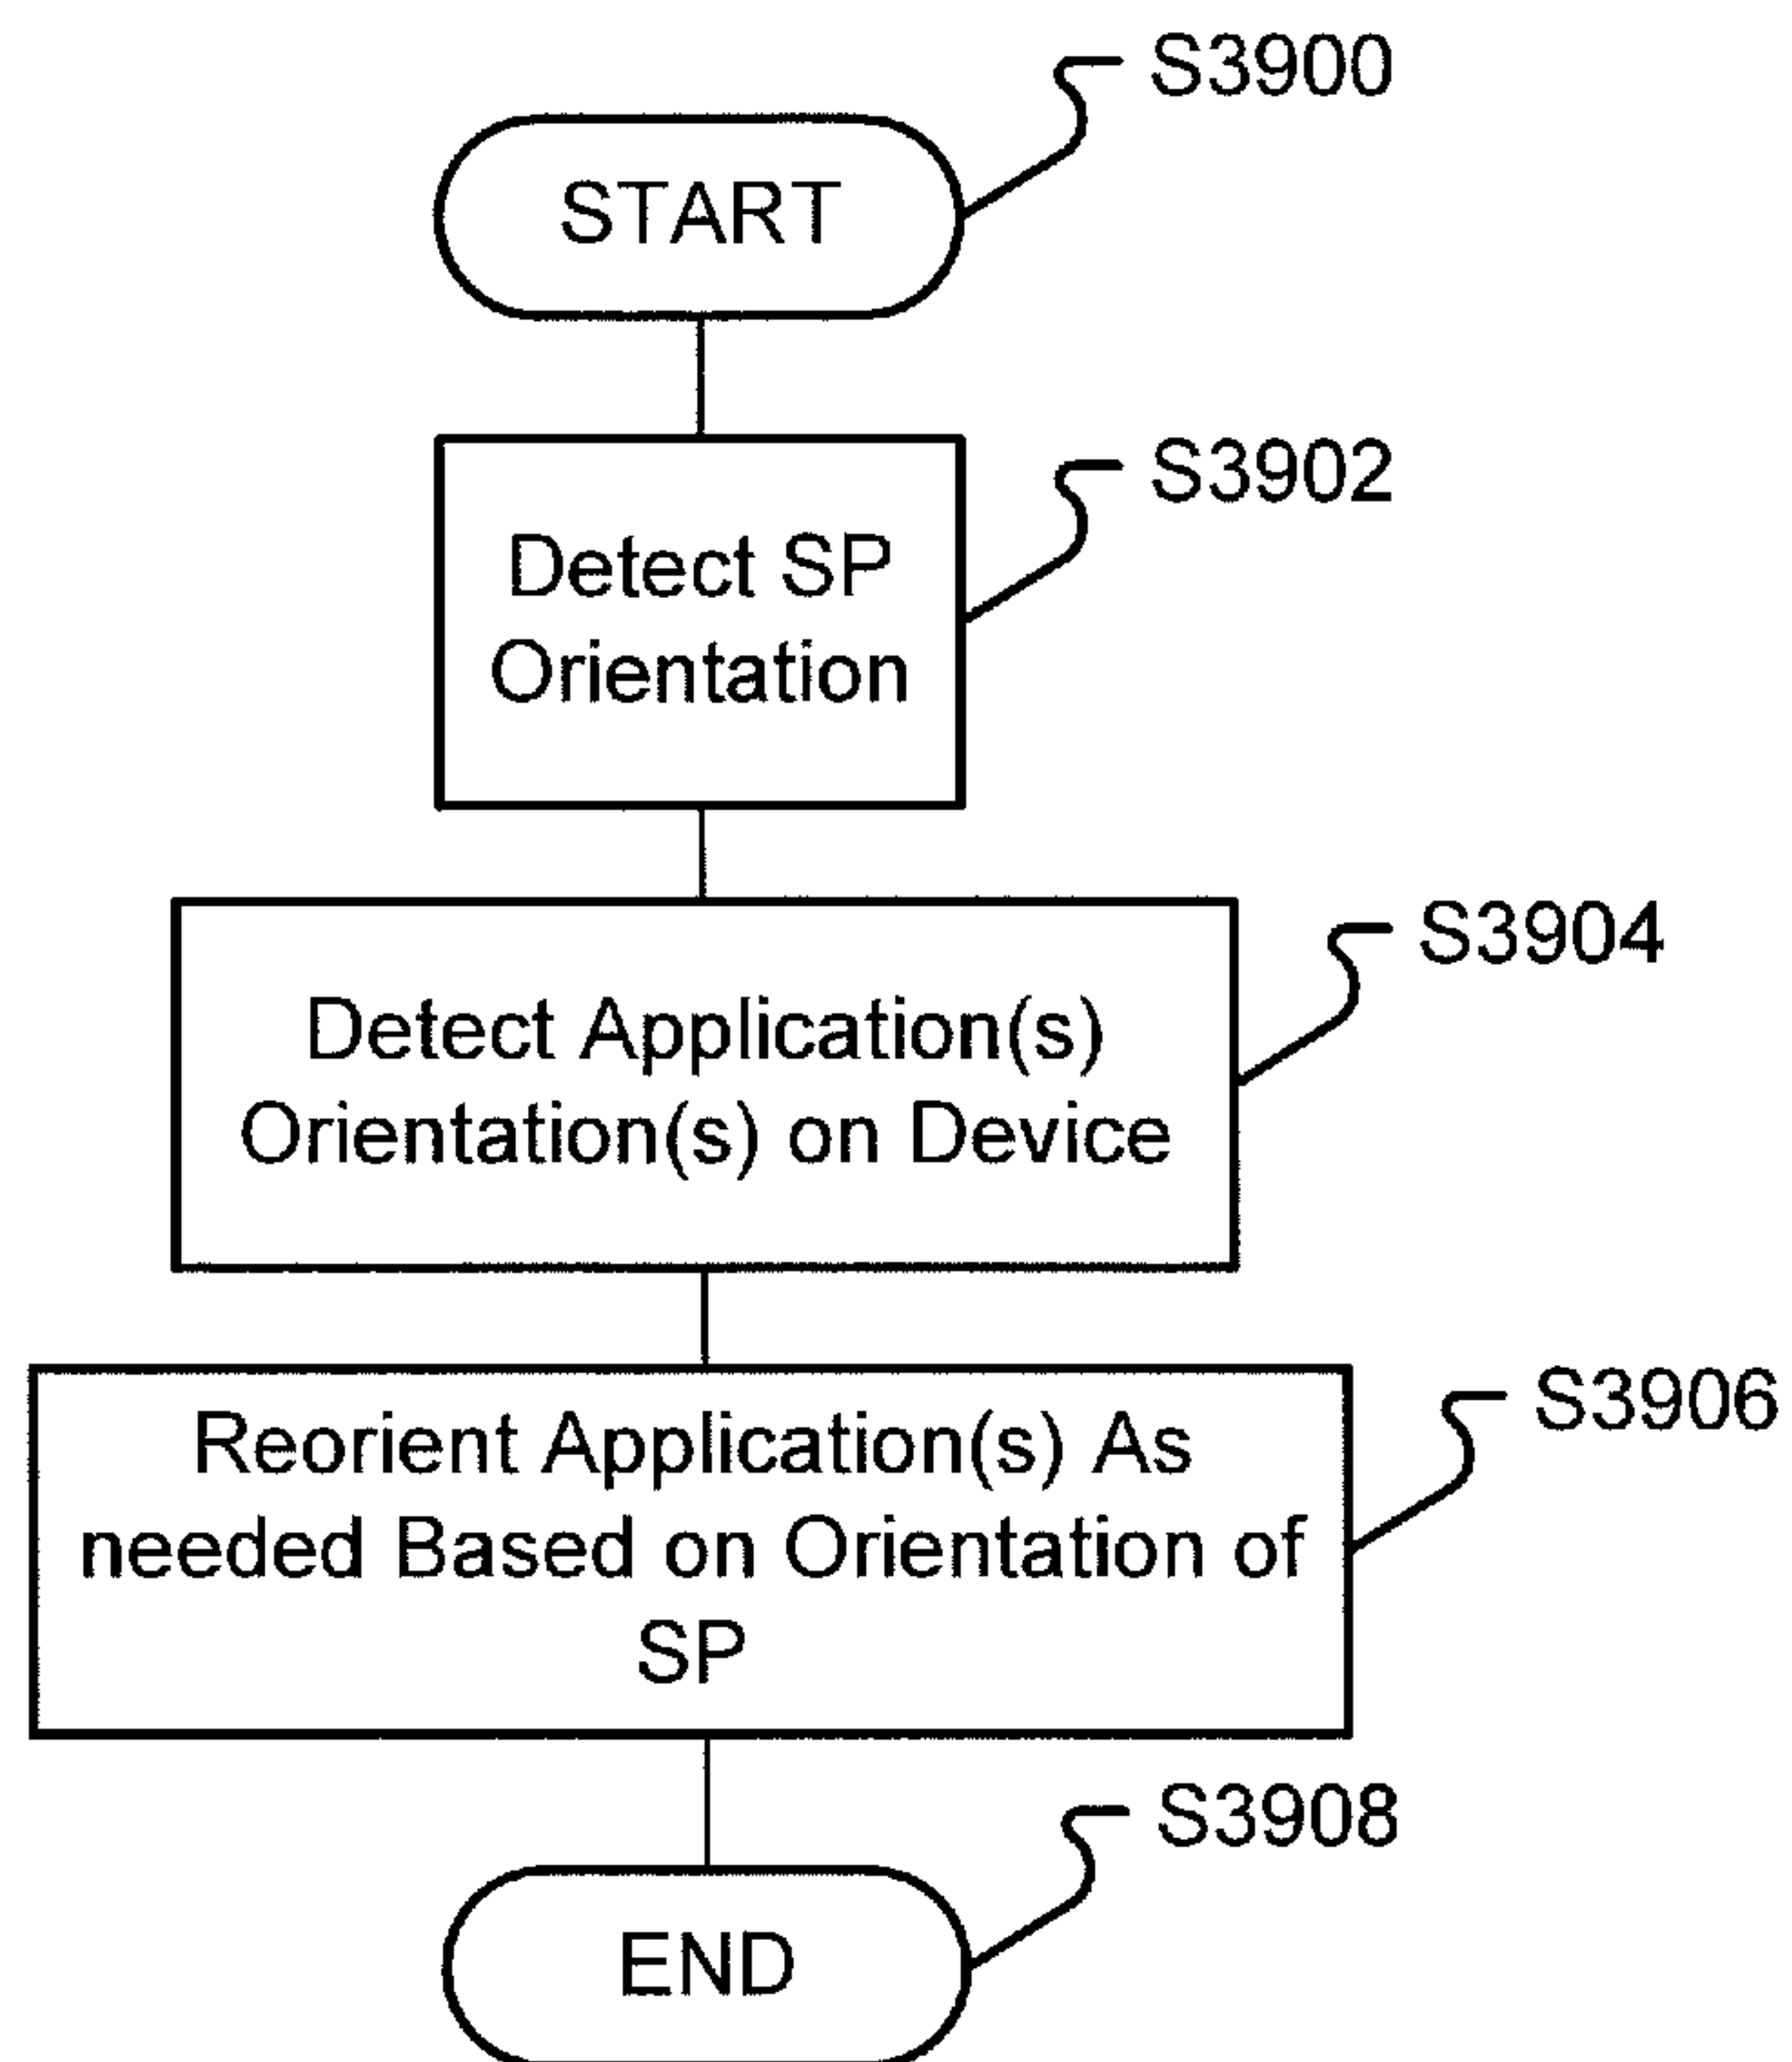 S3900
START
S3902
Detect SP
Orientation
S3904
Detect Application(s)
Orientation(s) on Device
S3906
Reorient Application(s) As
needed Based on Orientation of
SP
S3908
END